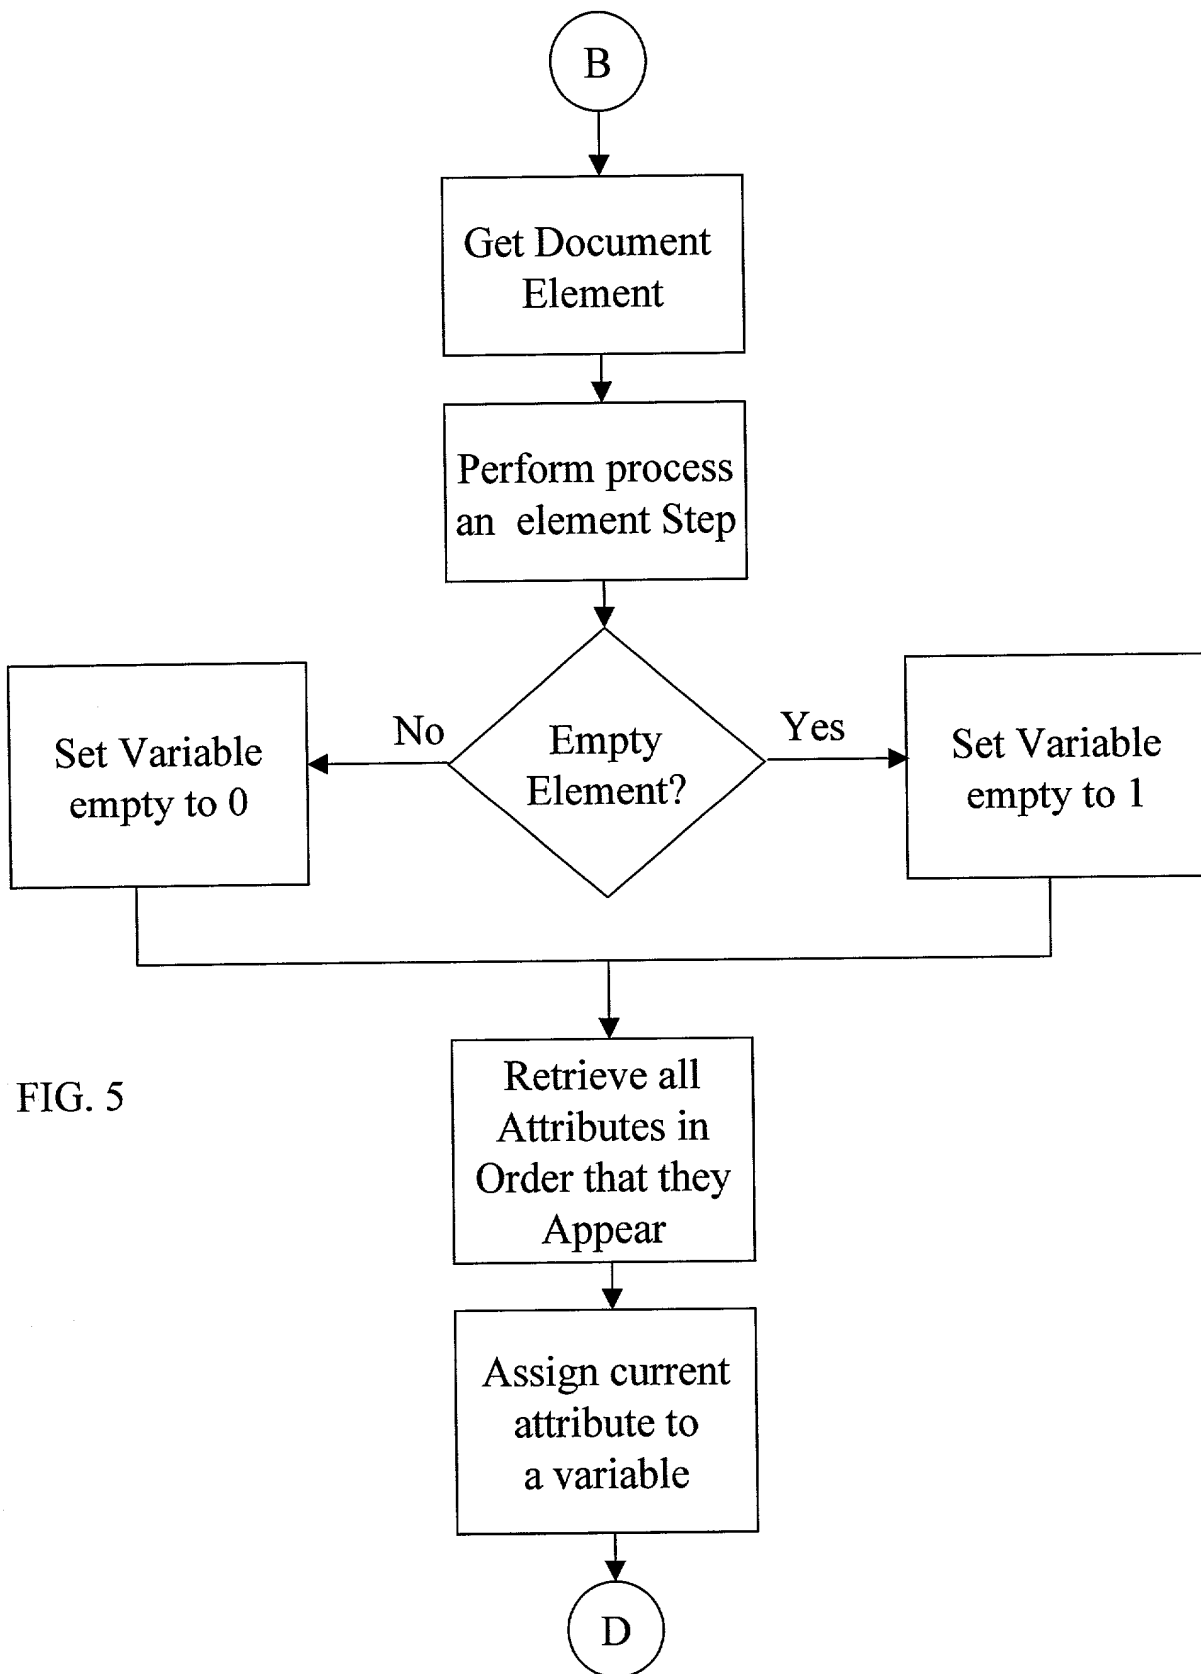 B
Get Document
Element
Perform process
an element Step
No
Empty
Element?
Yes
Set Variable
empty to 0
Set Variable
empty to 1
FIG. 5
Retrieve all
Attributes in
Order that they
Appear
Assign current
attribute to
a variable
D